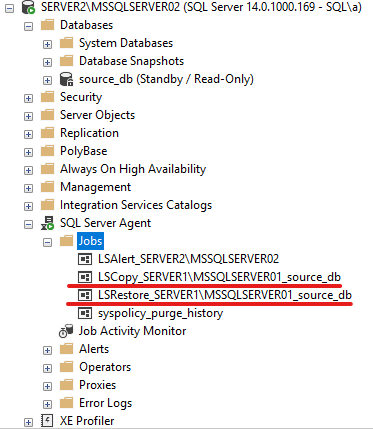 SERVER2\MSSQLSERVER02 (SQL Server 14.0.1000.169 - SQL\a)
Databases
System Databases
Database Snapshots
source_db (Standby / Read-Only)
Security
Server Objects
Replication
PolyBase
Always On High Availability
Management
Integration Services Catalogs
SQL Server Agent
Jobs
LSAlert_SERVER2\MSSQLSERVER02
LSCopy_SERVER1\MSSQLSERVER01_source_db
LSRestore_SERVER1\MSSQLSERVER01_source_db
syspolicy_purge_history
Job Activity Monitor
Alerts
Operators
Proxies
Error Logs
XE Profiler